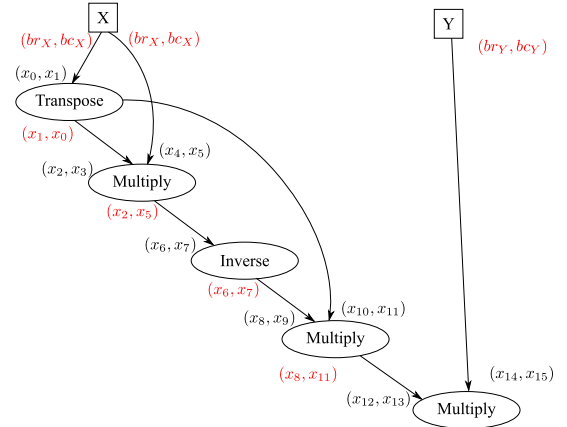 X
Y
(br_X, bc_X)
(br_X, bc_X)
(br_Y, bc_Y)
(x_0, x_1)
Transpose
(x_1, x_0)
(x_4, x_5)
(x_2, x_3)
Multiply
(x_2, x_5)
(x_6, x_7)
Inverse
(x_6, x_7)
(x_10, x_11)
(x_8, x_9)
Multiply
(x_8, x_11)
(x_14, x_15)
(x_12, x_13)
Multiply